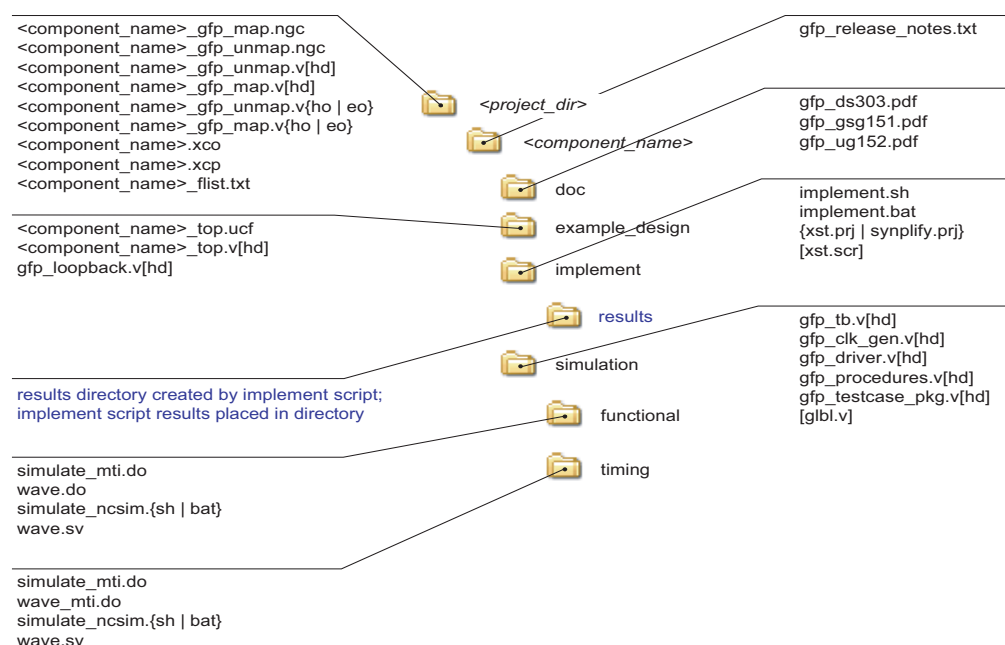 <component_name>_gfp_map.ngc
<component_name>_gfp_unmap.ngc
<component_name>_gfp_unmap.v[hd]
<component_name>_gfp_map.v[hd]
<component_name>_gfp_unmap.v{ho | eo}
<component_name>_gfp_map.v{ho | eo}
<component_name>.xco
<component_name>.xcp
<component_name>_flist.txt
<component_name>_top.ucf
<component_name>_top.v[hd]
gfp_loopback.v[hd]
results directory created by implement script;
implement script results placed in directory
simulate_mti.do
wave.do
simulate_ncsim.{sh | bat}
wave.sv
simulate_mti.do
wave_mti.do
simulate_ncsim.{sh | bat}
wave.sv
<project_dir>
<component_name>
doc
example_design
implement
results
simulation
functional
timing
gfp_release_notes.txt
gfp_ds303.pdf
gfp_gsg151.pdf
gfp_ug152.pdf
implement.sh
implement.bat
{xst.prj | synplify.prj}
[xst.scr]
gfp_tb.v[hd]
gfp_clk_gen.v[hd]
gfp_driver.v[hd]
gfp_procedures.v[hd]
gfp_testcase_pkg.v[hd]
[glbl.v]